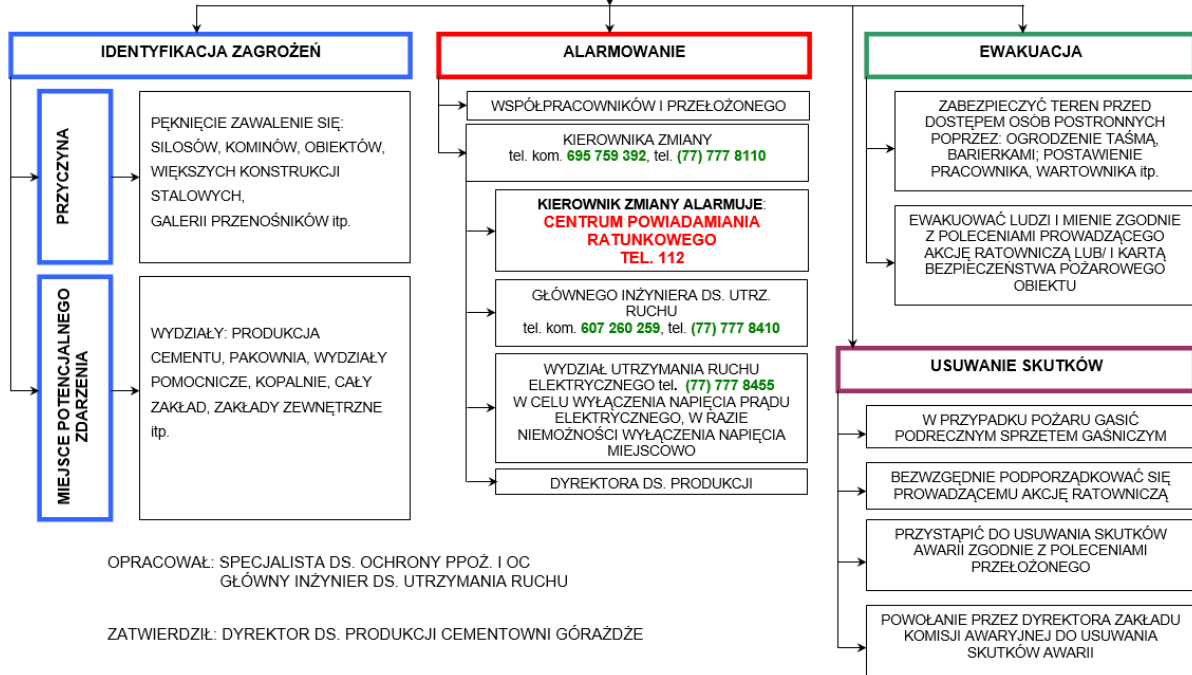 IDENTYFIKACJA ZAGROŻEŃ
PRZYCZYNA
PĘKNIĘCIE ZAWALENIE SIĘ:
SILOSÓW, KOMINÓW, OBIEKTÓW,
WIĘKSZYCH KONSTRUKCJI
STALOWYCH,
GALERII PRZENOŚNIKÓW itp.
MIEJSCE POTENCJALNEGO
ZDARZENIA
WYDZIAŁY: PRODUKCJA
CEMENTU, PAKOWNIA, WYDZIAŁY
POMOCNICZE, KOPALNIE, CAŁY
ZAKŁAD, ZAKŁADY ZEWNĘTRZNE
itp.
ALARMOWANIE
WSPÓŁPRACOWNIKÓW I PRZEŁOŻONEGO
KIEROWNIKA ZMIANY
tel. kom. 695 759 392, tel. (77) 777 8110
KIEROWNIK ZMIANY ALARMUJE:
CENTRUM POWIADAMIANIA
RATUNKOWEGO
TEL. 112
GŁÓWNEGO INŻYNIERA DS. UTRZ.
RUCHU
tel. kom. 607 260 259, tel. (77) 777 8410
WYDZIAŁ UTRZYMANIA RUCHU
ELEKTRYCZNEGO tel. (77) 777 8455
W CELU WYŁĄCZENIA NAPIĘCIA PRĄDU
ELEKTRYCZNEGO, W RAZIE
NIEMOŻNOŚCI WYŁĄCZENIA NAPIĘCIA
MIEJSCOWO
DYREKTORA DS. PRODUKCJI
EWAKUACJA
ZABEZPIECZYĆ TEREN PRZED
DOSTĘPEM OSÓB POSTRONNYCH
POPRZEZ: OGRODZENIE TAŚMĄ,
BARIERKAMI; POSTAWIENIE
PRACOWNIKA, WARTOWNIKA itp.
EWAKUOWAĆ LUDZI I MIENIE ZGODNIE
Z POLECENIAMI PROWADZĄCEGO
AKCJĘ RATOWNICZĄ LUB/ I KARTĄ
BEZPIECZEŃSTWA POŻAROWEGO
OBIEKTU
USUWANIE SKUTKÓW
W PRZYPADKU POŻARU GASIĆ
PODRĘCZNYM SPRZĘTEM GAŚNICZYM
BEZWZGĘDNIE PODPORZĄDKOWAĆ SIĘ
PROWADZĄCEMU AKCJĘ RATOWNICZĄ
PRZYSTĄPIĆ DO USUWANIA SKUTKÓW
AWARII ZGODNIE Z POLECENIAMI
PRZEŁOŻONEGO
POWOŁANIE PRZEZ DYREKTORA ZAKŁADU
KOMISJI AWARYJNEJ DO USUWANIA
SKUTKÓW AWARII
OPRACOWAŁ: SPECJALISTA DS. OCHRONY PPOŻ. I OC
GŁÓWNY INŻYNIER DS. UTRZYMANIA RUCHU
ZATWIERDZIŁ: DYREKTOR DS. PRODUKCJI CEMENTOWNI GÓRAŻDŻE